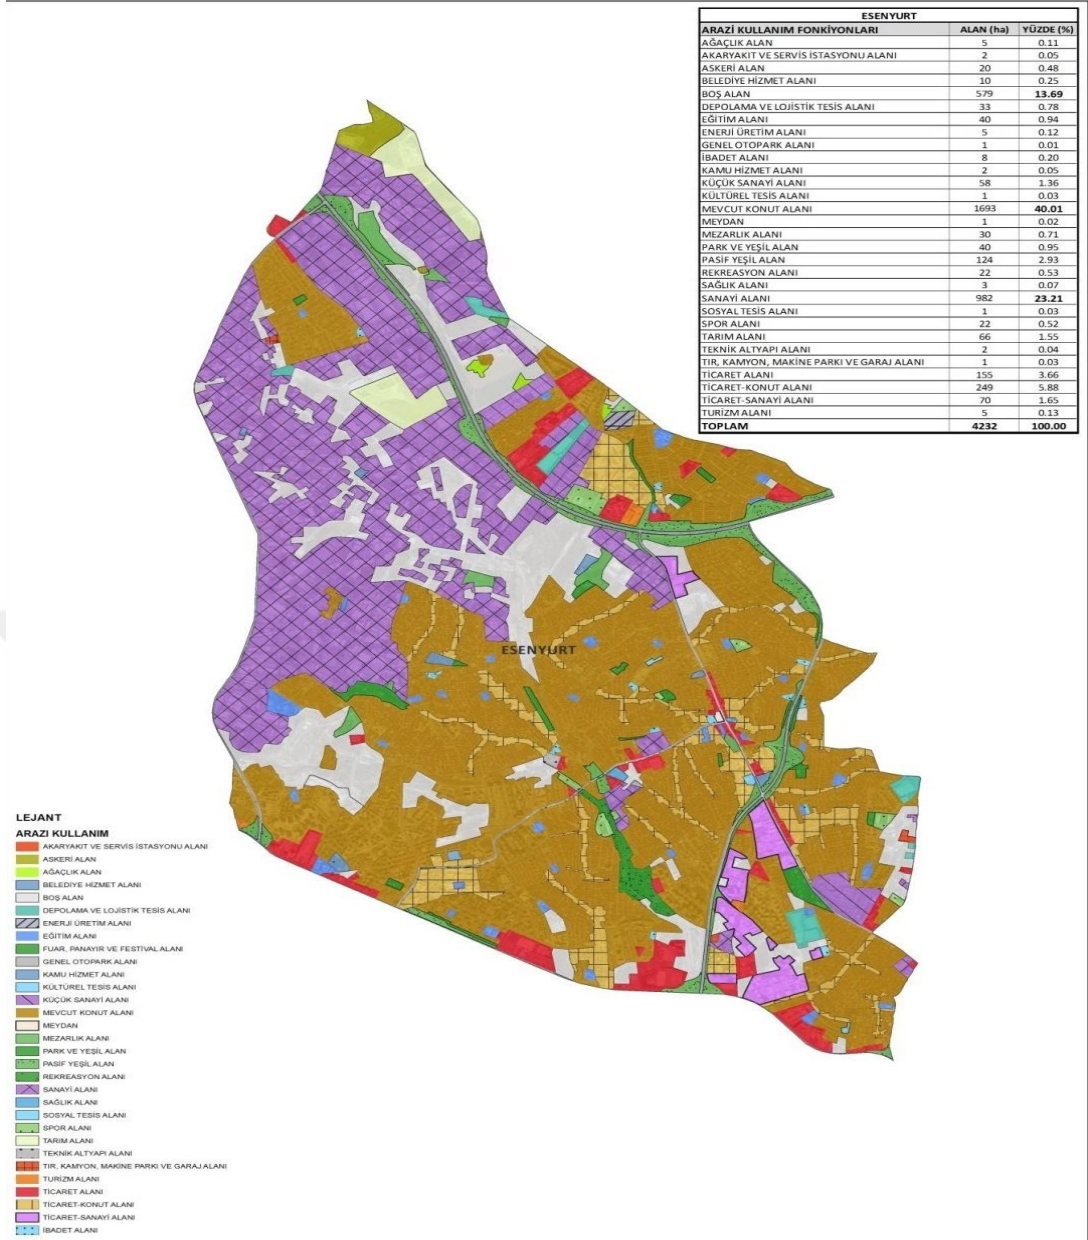 ESENYURT
ARAZİ KULLANIM FONKİYONLARI ALAN (ha) YÜZDE (%)
AĞAÇLIK ALAN 5 0.11
AKARYAKIT VE SERVİS İSTASYONU ALANI 2 0.05
ASKERİ ALAN 20 0.48
BELEDİYE HİZMET ALANI 10 0.25
BOŞ ALAN 579 13.69
DEPOLAMA VE LOJİSTİK TESİS ALANI 33 0.78
EĞİTİM ALANI 40 0.94
ENERJİ ÜRETİM ALANI 5 0.12
GENEL OTOPARK ALANI 1 0.01
İBADET ALANI 8 0.20
KAMU HİZMET ALANI 2 0.05
KÜÇÜK SANAYİ ALANI 58 1.36
KÜLTÜREL TESİS ALANI 1 0.03
MEVCUT KONUT ALANI 1693 40.01
MEYDAN 1 0.02
MEZARLIK ALANI 30 0.71
PARK VE YEŞİL ALAN 40 0.95
PASİF YEŞİL ALAN 124 2.93
REKREASYON ALANI 22 0.53
SAĞLIK ALANI 3 0.07
SANAYİ ALANI 982 23.21
SOSYAL TESİS ALANI 1 0.03
SPOR ALANI 22 0.52
TARIM ALANI 66 1.55
TEKNİK ALTYAPI ALANI 2 0.04
TIR, KAMYON, MAKİNE PARKI VE GARAJ ALANI 1 0.03
TİCARET ALANI 155 3.66
TİCARET-KONUT ALANI 249 5.88
TİCARET-SANAYİ ALANI 70 1.65
TURİZM ALANI 5 0.13
TOPLAM 4232 100.00
ESENYURT
LEJANT
ARAZI KULLANIM
AKARYAKIT VE SERVİS İSTASYONU ALANI
ASKERİ ALAN
AĞAÇLIK ALAN
BELEDİYE HİZMET ALANI
BOŞ ALAN
DEPOLAMA VE LOJİSTİK TESİS ALANI
ENERJİ ÜRETİM ALANI
EĞİTİM ALANI
FUAR, PANAYIR VE FESTİVAL ALANI
GENEL OTOPARK ALANI
KAMU HİZMET ALANI
KÜLTÜREL TESİS ALANI
KÜÇÜK SANAYİ ALANI
MEVCUT KONUT ALANI
MEYDAN
MEZARLIK ALANI
PARK VE YEŞİL ALAN
PASİF YEŞİL ALAN
REKREASYON ALANI
SANAYİ ALANI
SAĞLIK ALANI
SOSYAL TESİS ALANI
SPOR ALANI
TARIM ALANI
TEKNİK ALTYAPI ALANI
TIR, KAMYON, MAKİNE PARKI VE GARAJ ALANI
TURİZM ALANI
TİCARET ALANI
TİCARET-KONUT ALANI
TİCARET-SANAYİ ALANI
İBADET ALANI